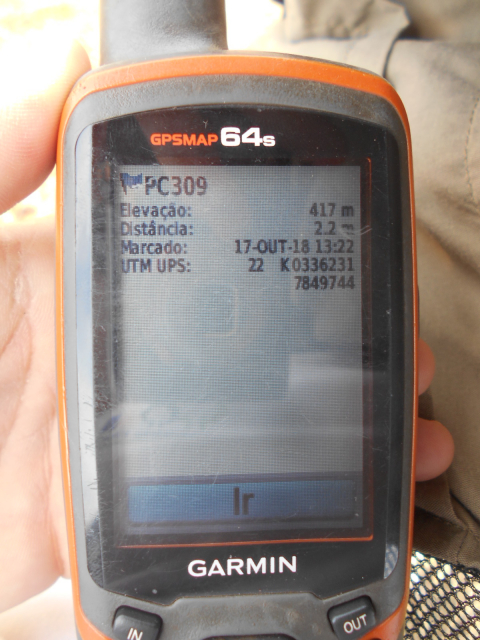 GPSMAP 64s
PC309
Elevação: 417 m
Distância: 2.2 m
Marcado: 17-OUT-18 13:22
UTM UPS: 22 K 0336231
7849744
Ir
GARMIN
IN
OUT